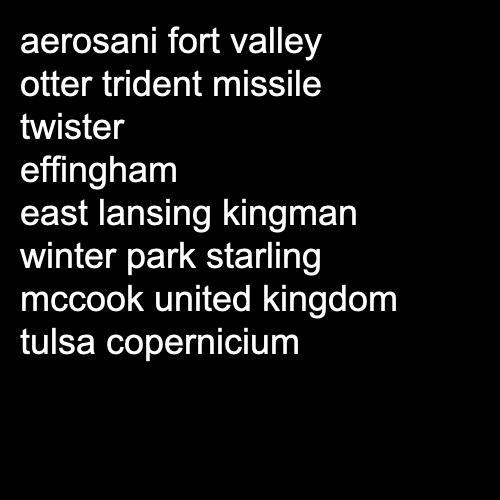 aerosani fort valley
otter trident missile
twister
effingham
east lansing kingman
winter park starling
mccook united kingdom
tulsa copernicium